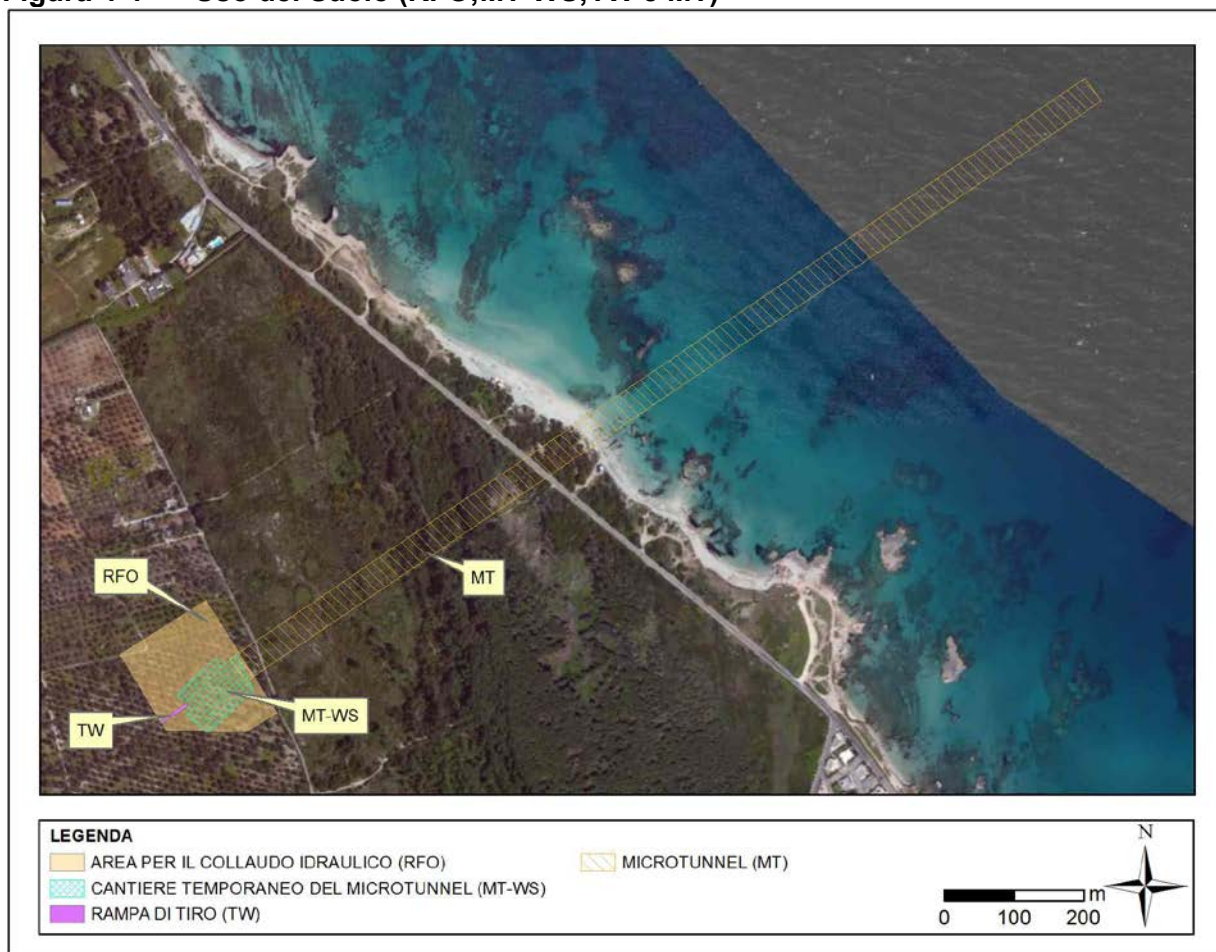 RFO
MT
MT-WS
TW
LEGENDA
AREA PER IL COLLAUDO IDRAULICO (RFO)
MICROTUNNEL (MT)
CANTIERE TEMPORANEO DEL MICROTUNNEL (MT-WS)
RAMPA DI TIRO (TW)
N
m
0 100 200